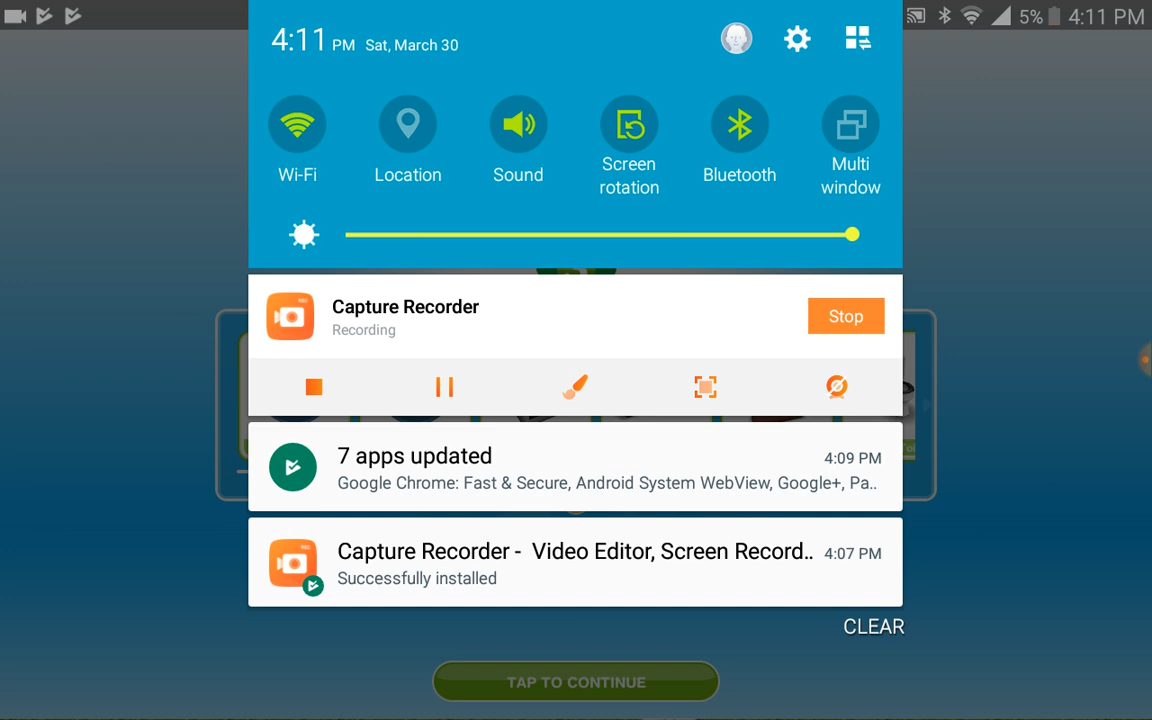 5% 4:11 PM
4:11 PM Sat, March 30
Wi-Fi
Location
Sound
Screen
rotation
Bluetooth
Multi
window
Capture Recorder
Recording
Stop
7 apps updated
4:09 PM
Google Chrome: Fast & Secure, Android System WebView, Google+, Pa..
Capture Recorder - Video Editor, Screen Record..
4:07 PM
Successfully installed
CLEAR
TAP TO CONTINUE